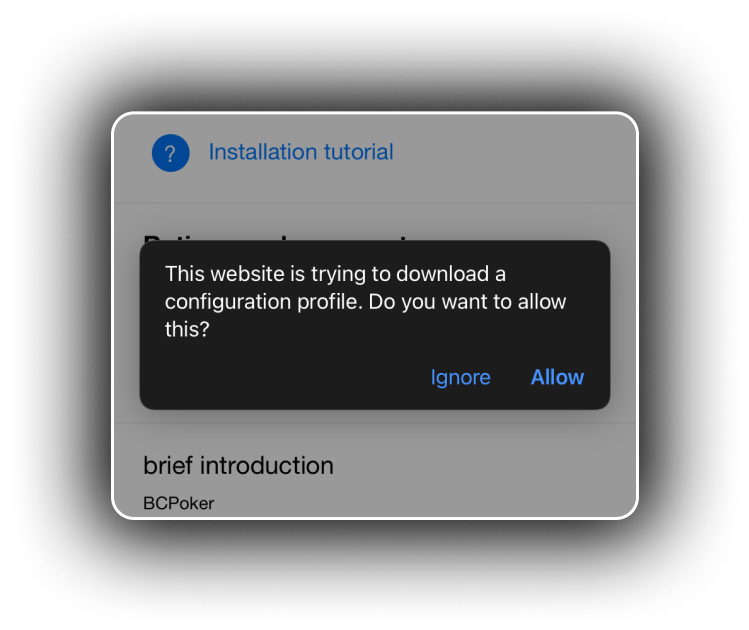 ?
Installation tutorial
This website is trying to download a
configuration profile. Do you want to allow
this?
Ignore
Allow
brief introduction
BCPoker